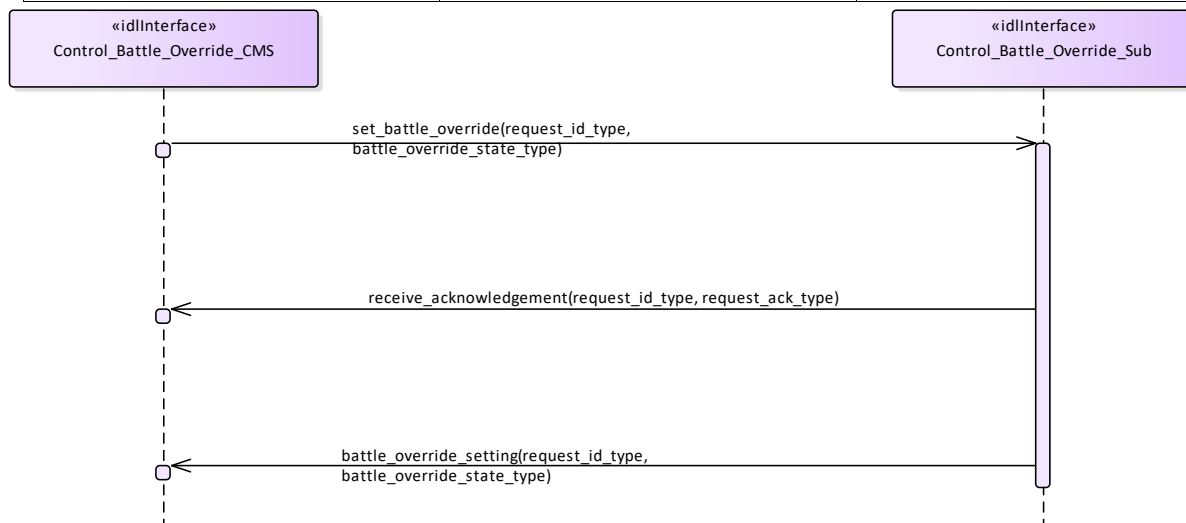 «idlInterface»
Control_Battle_Override_CMS
«idlInterface»
Control_Battle_Override_Sub
set_battle_override(request_id_type,
battle_override_state_type)
receive_acknowledgement(request_id_type, request_ack_type)
battle_override_setting(request_id_type,
battle_override_state_type)